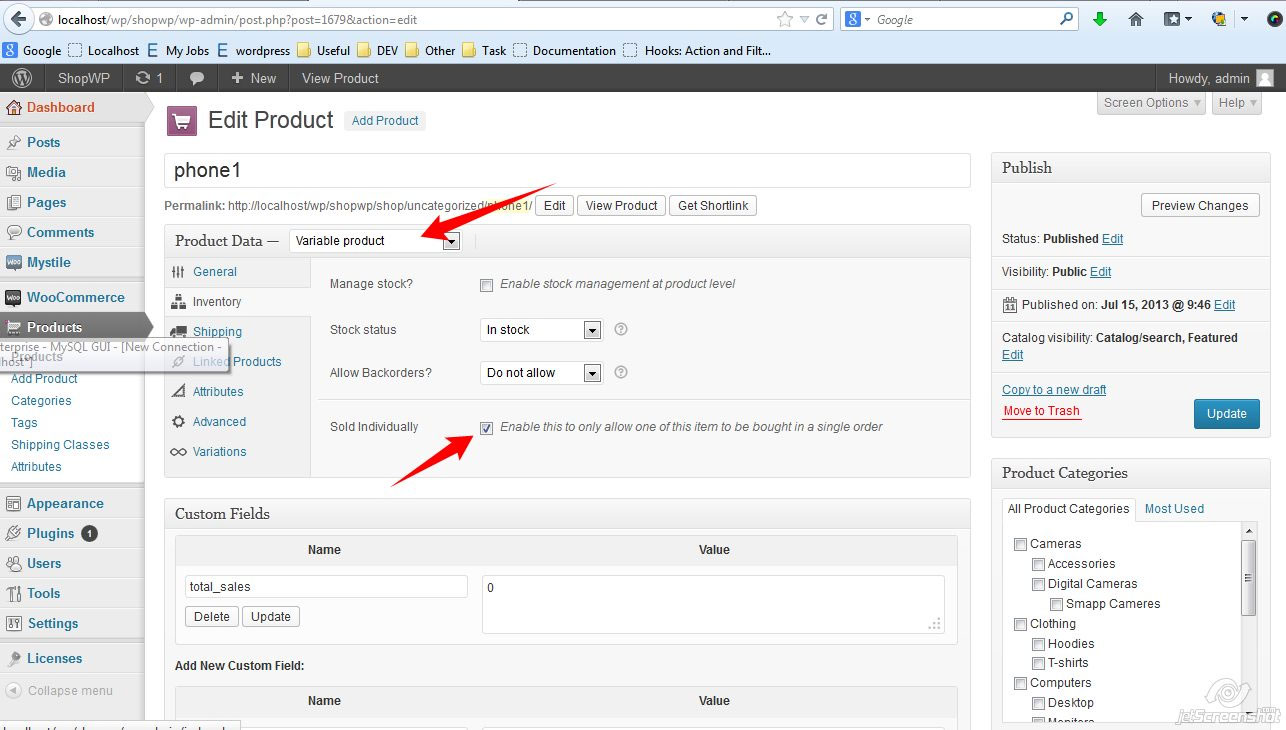 localhost/wp/shopwp/wp-admin/post.php?post=1679&action=edit
Google
Google Localhost My Jobs wordpress Useful DEV Other Task Documentation Hooks: Action and Filt...
ShopWP 1 + New View Product Howdy, admin
Screen Options Help
Dashboard
Posts
Media
Pages
Comments
Mystile
WooCommerce
Products
terprise - MySQL GUI - [New Connection -
host"]
Products
Add Product
Categories
Tags
Shipping Classes
Attributes
Appearance
Plugins 1
Users
Tools
Settings
Licenses
Collapse menu
Edit Product Add Product
phone1
Permalink: http://localhost/wp/shopwp/shop/uncategorized/phone1/ Edit View Product Get Shortlink
Product Data — Variable product
General
Inventory
Shipping
Linked Products
Attributes
Advanced
Variations
Manage stock? Enable stock management at product level
Stock status In stock
Allow Backorders? Do not allow
Sold Individually Enable this to only allow one of this item to be bought in a single order
Custom Fields
Name Value
total_sales 0
Delete Update
Add New Custom Field:
Name Value
Publish
Preview Changes
Status: Published Edit
Visibility: Public Edit
Published on: Jul 15, 2013 @ 9:46 Edit
Catalog visibility: Catalog/search, Featured
Edit
Copy to a new draft
Move to Trash
Update
Product Categories
All Product Categories Most Used
Cameras
Accessories
Digital Cameras
Smapp Cameres
Clothing
Hoodies
T-shirts
Computers
Desktop
Monitors
jetScreenshot